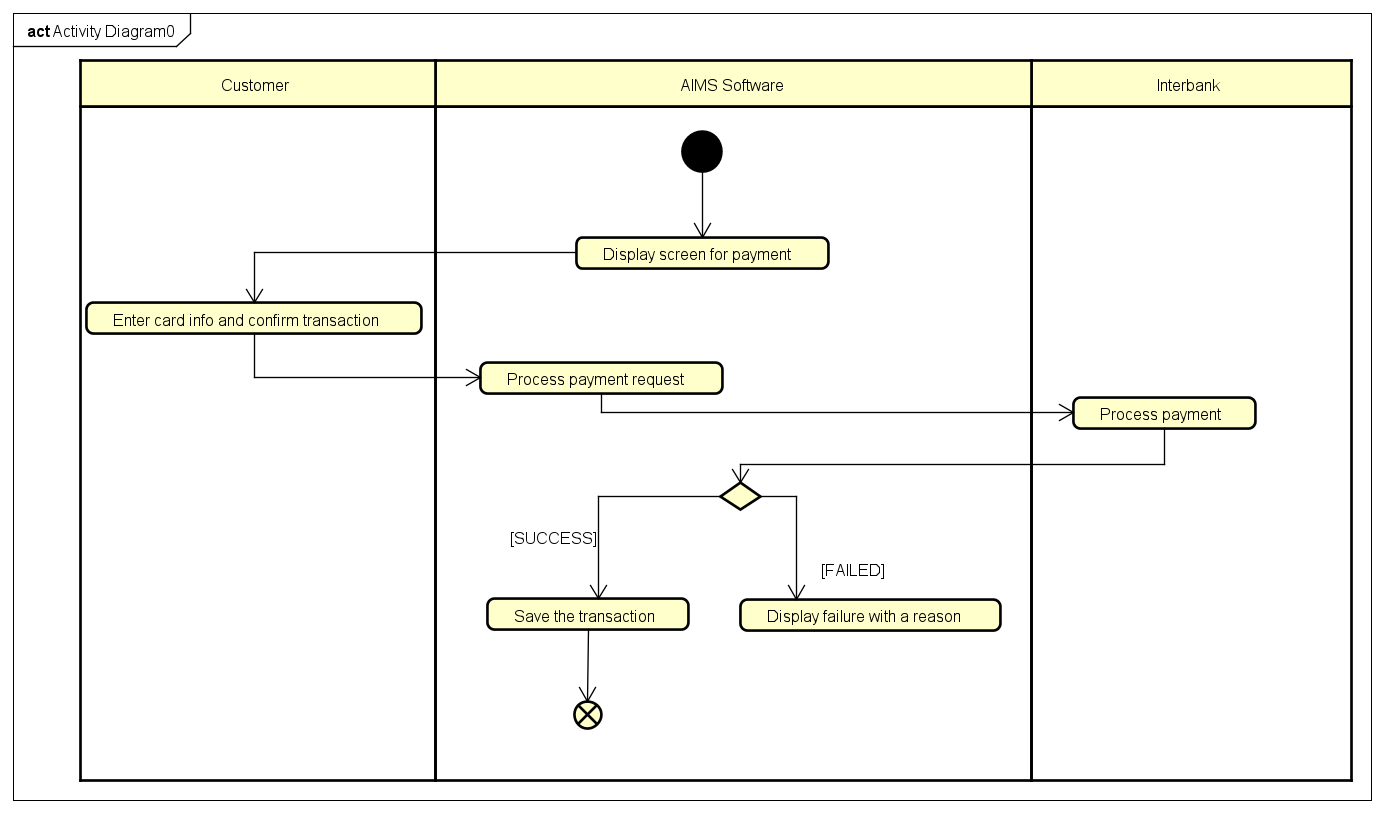 act Activity Diagram0
Customer
AIMS Software
Interbank
Display screen for payment
Enter card info and confirm transaction
Process payment request
Process payment
[SUCCESS]
[FAILED]
Save the transaction
Display failure with a reason